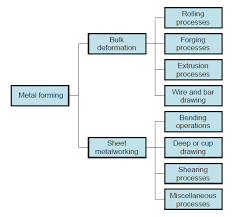 Metal forming
Bulk
deformation
Rolling
processes
Forging
processes
Extrusion
processes
Wire and bar
drawing
Sheet
metalworking
Bending
operations
Deep or cup
drawing
Shearing
processes
Miscellaneous
processes